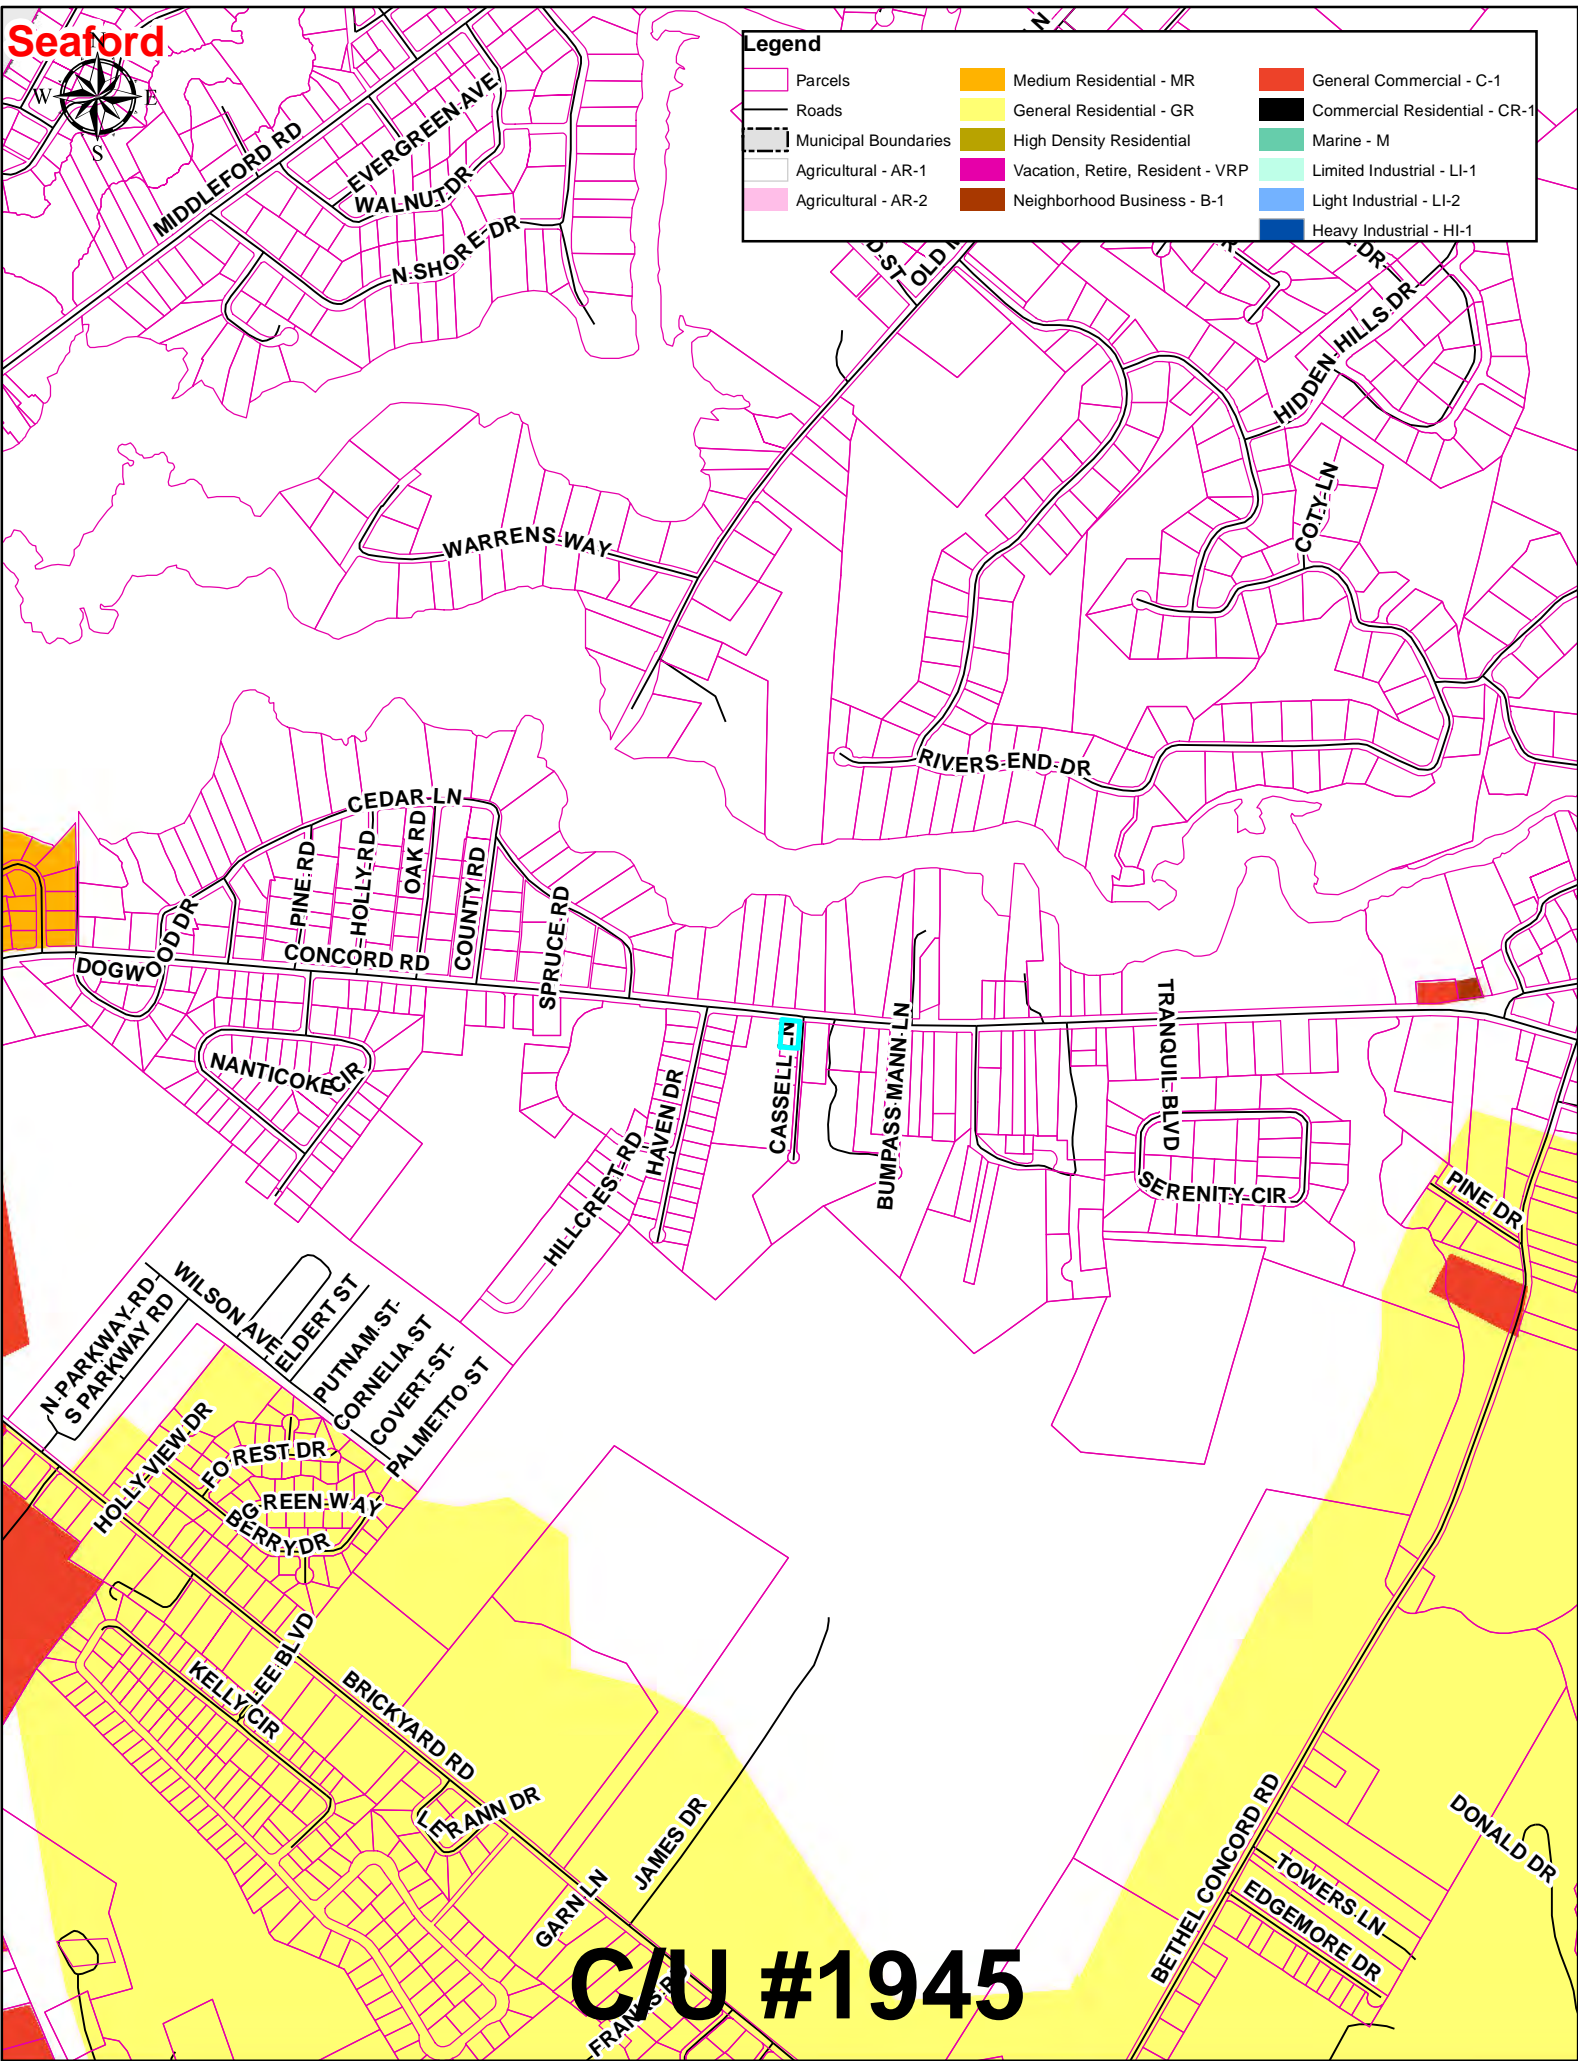 Seaford
N
W
E
S
Legend
Parcels
Roads
Municipal Boundaries
Agricultural - AR-1
Agricultural - AR-2
Medium Residential - MR
General Residential - GR
High Density Residential
Vacation, Retire, Resident - VRP
Neighborhood Business - B-1
General Commercial - C-1
Commercial Residential - CR-1
Marine - M
Limited Industrial - LI-1
Light Industrial - LI-2
Heavy Industrial - HI-1
MIDDLEFORD RD
EVERGREEN AVE
WALNUT DR
N SHORE DR
OLD
HIDDEN HILLS DR
COTY LN
WARRENS WAY
RIVERS END DR
CEDAR LN
PINE RD
HOLLY RD
OAK RD
COUNTY RD
SPRUCE RD
DOGWOOD DR
CONCORD RD
NANTICOKE CIR
HILLCREST RD
HAVEN DR
CASSELL LN
BUMPASS MANN LN
TRANQUIL BLVD
SERENITY CIR
PINE DR
N PARKWAY RD
S PARKWAY RD
WILSON AVE
ELDERT ST
PUTNAM ST
CORNELIA ST
COVERT ST
PALMETTO ST
HOLLY VIEW DR
FOREST DR
GREEN WAY
BERRY DR
LEE BLVD
KELLY CIR
BRICKYARD RD
LERANN DR
GARN LN
JAMES DR
BETHEL CONCORD RD
TOWERS LN
EDGEMORE DR
DONALD DR
C/U #1945